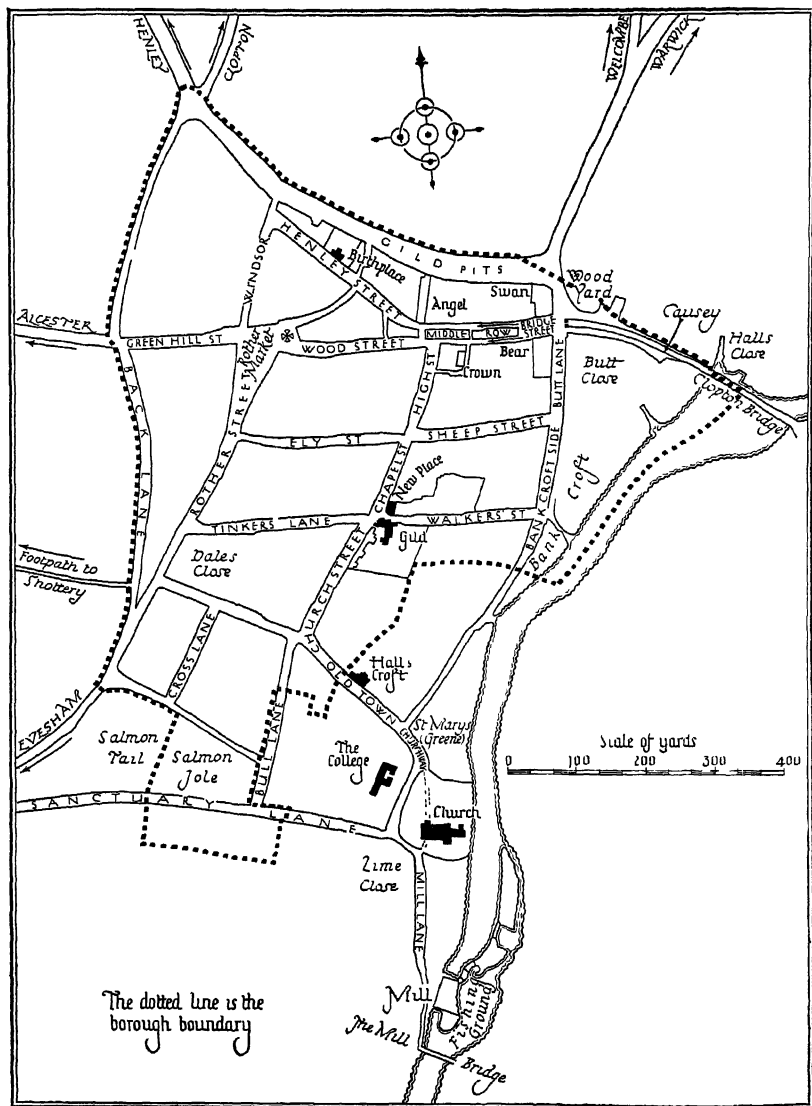 HENLEY
CLOPTON
WELCOMBE
WARWICK
GILD PITS
Birthplace
HENLEY STREET
WINDSOR
Wood
Yard
Swan
Angel
Causey
Halls
Close
ALCESTER
GREEN HILL ST
Rother
Market
WOOD STREET
MIDDLE ROW
BRIDGE
STREET
Bear
Crown
HIGH ST
BUTT LANE
Butt
Close
Clopton Bridge
BACK LANE
ROTHER STREET
ELY ST
SHEEP STREET
CHAPEL ST
New Place
BANK CROFT SIDE
Bank Croft
TINKERS LANE
WALKERS' ST
Gild
Footpath to
Shottery
Dales
Close
CHURCH STREET
CROSS LANE
Halls
Croft
OLD TOWN
EVESHAM
Salmon
Tail
Salmon
Jole
BULL LANE
The
College
CHURCHWAY
St Marys
(Greene)
Scale of yards
0 100 200 300 400
SANCTUARY LANE
Church
Lime
Close
MILL LANE
Mill
Fishing
Ground
The Mill Bridge
The dotted line is the
borough boundary